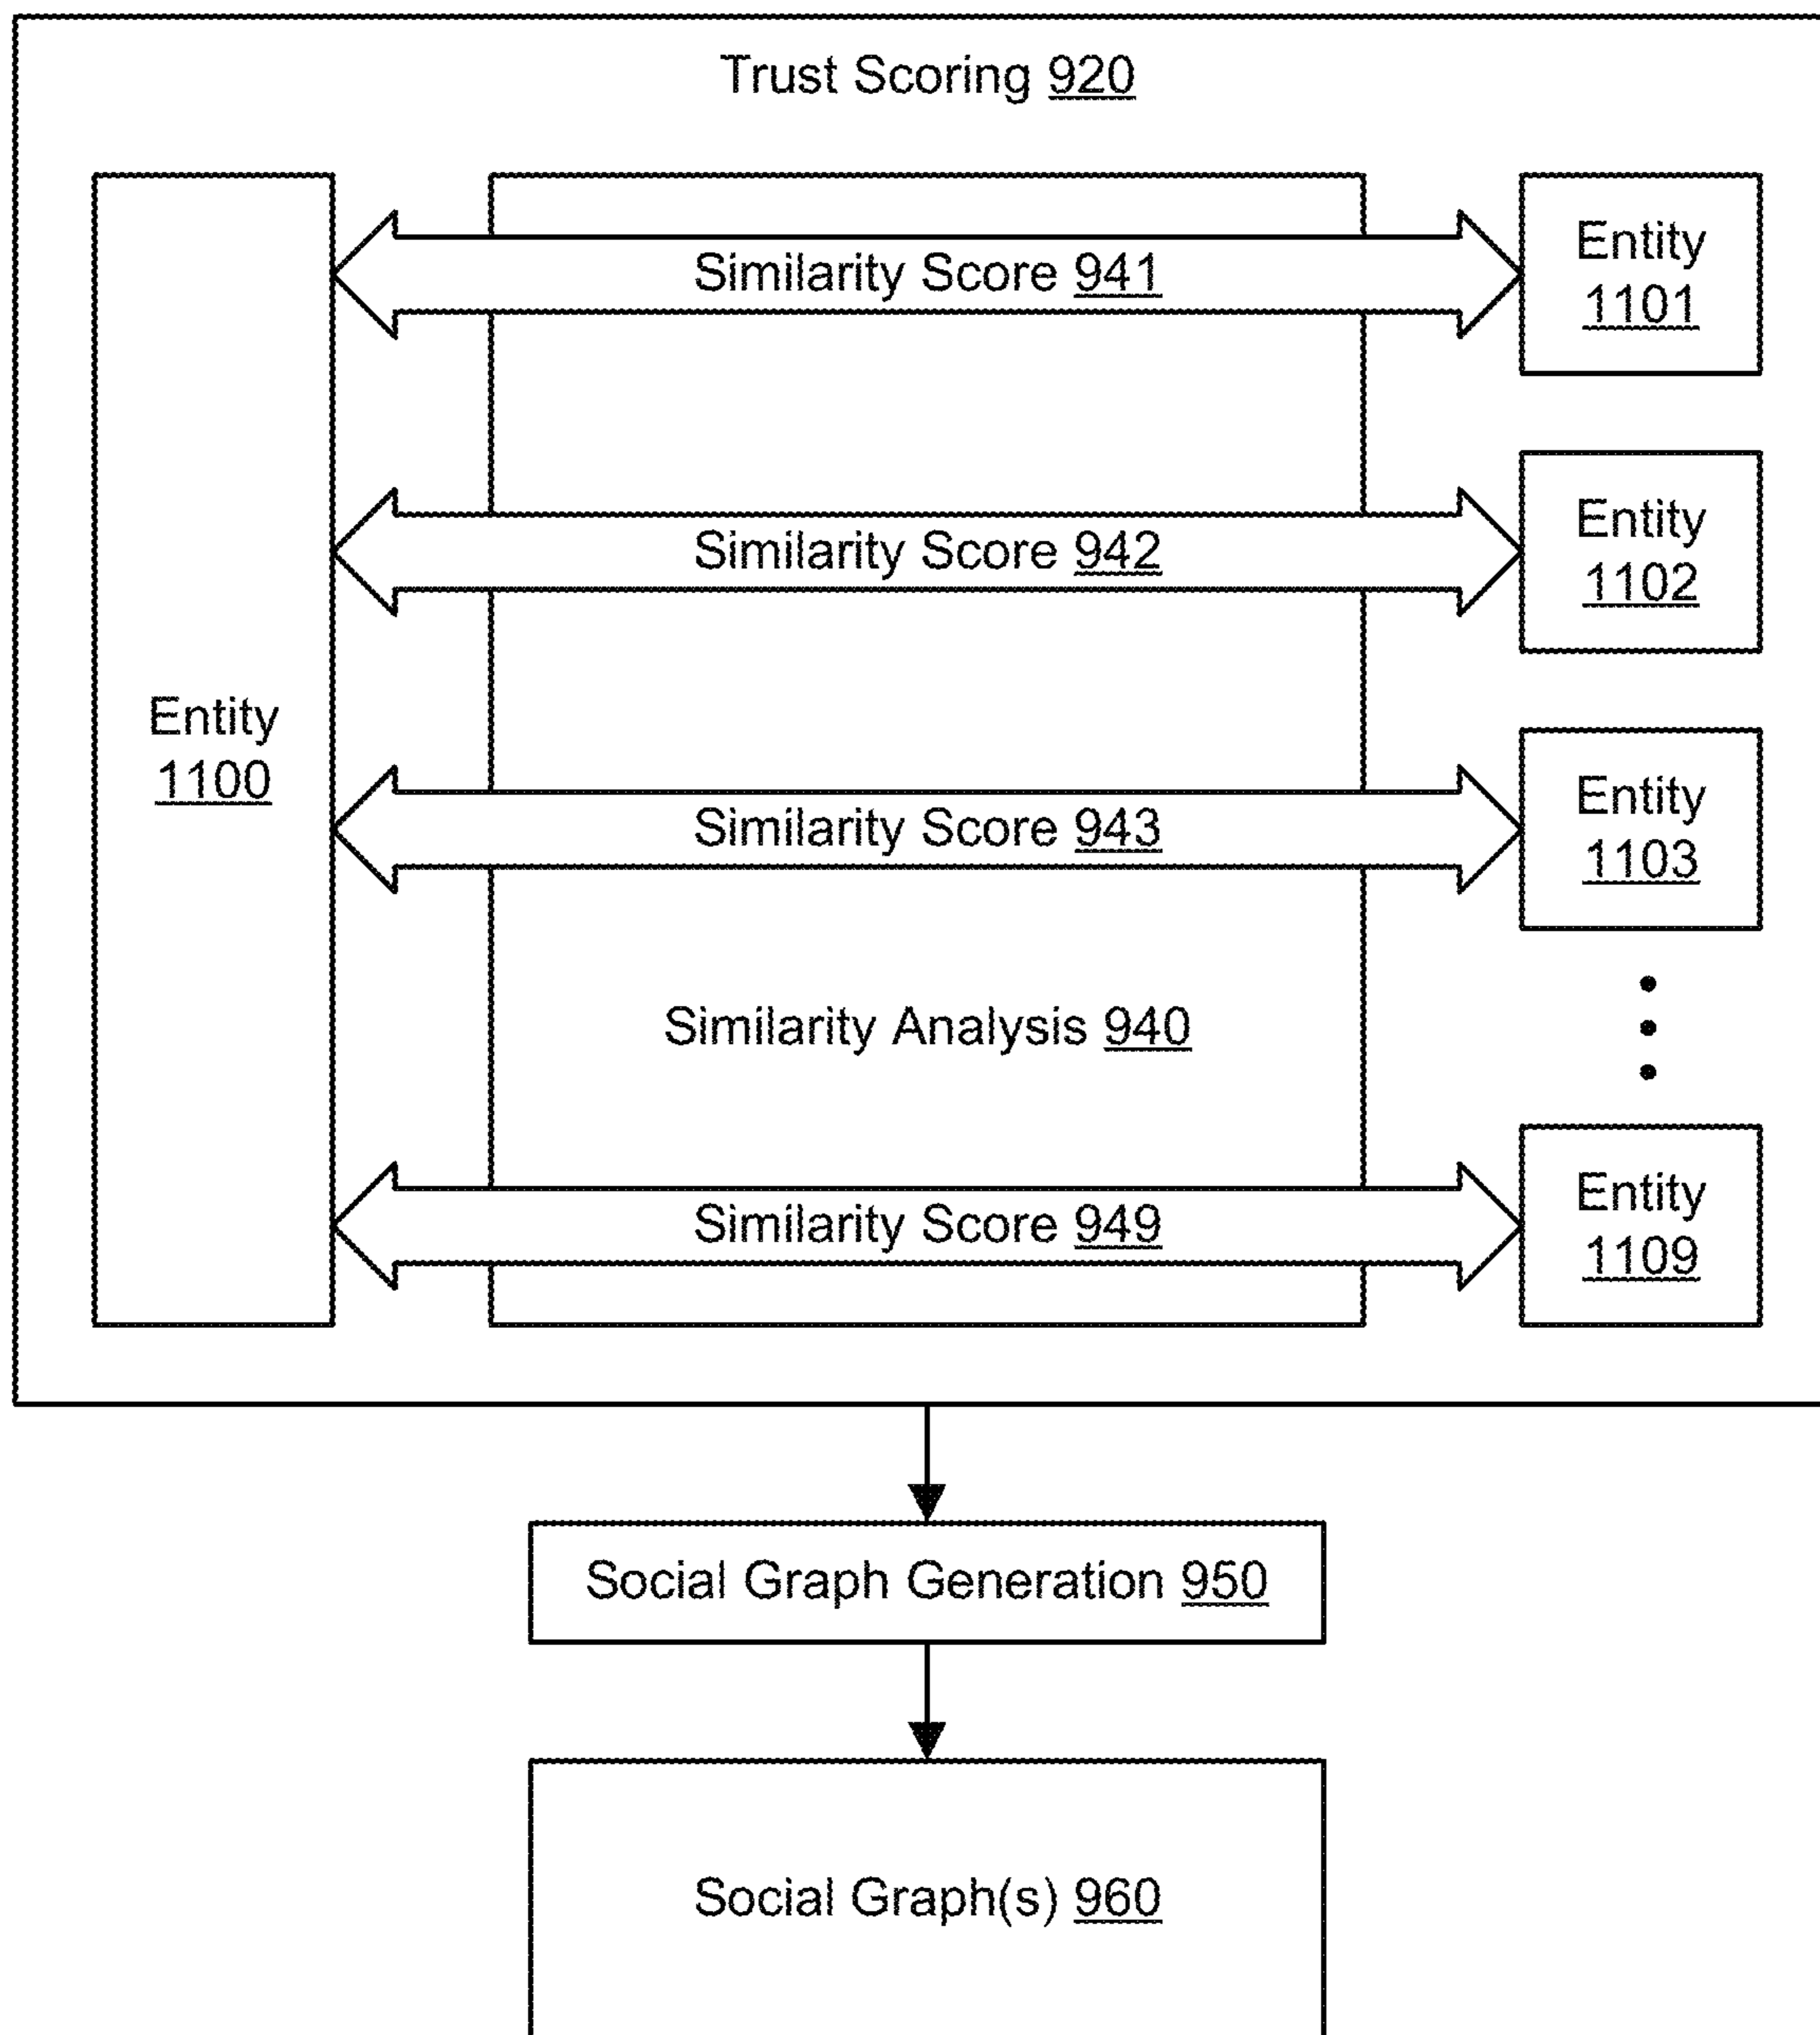 Trust Scoring 920
Similarity Score 941
Entity
1101
Similarity Score 942
Entity
1102
Entity
1100
Similarity Score 943
Entity
1103
Similarity Analysis 940
Similarity Score 949
Entity
1109
Social Graph Generation 950
Social Graph(s) 960